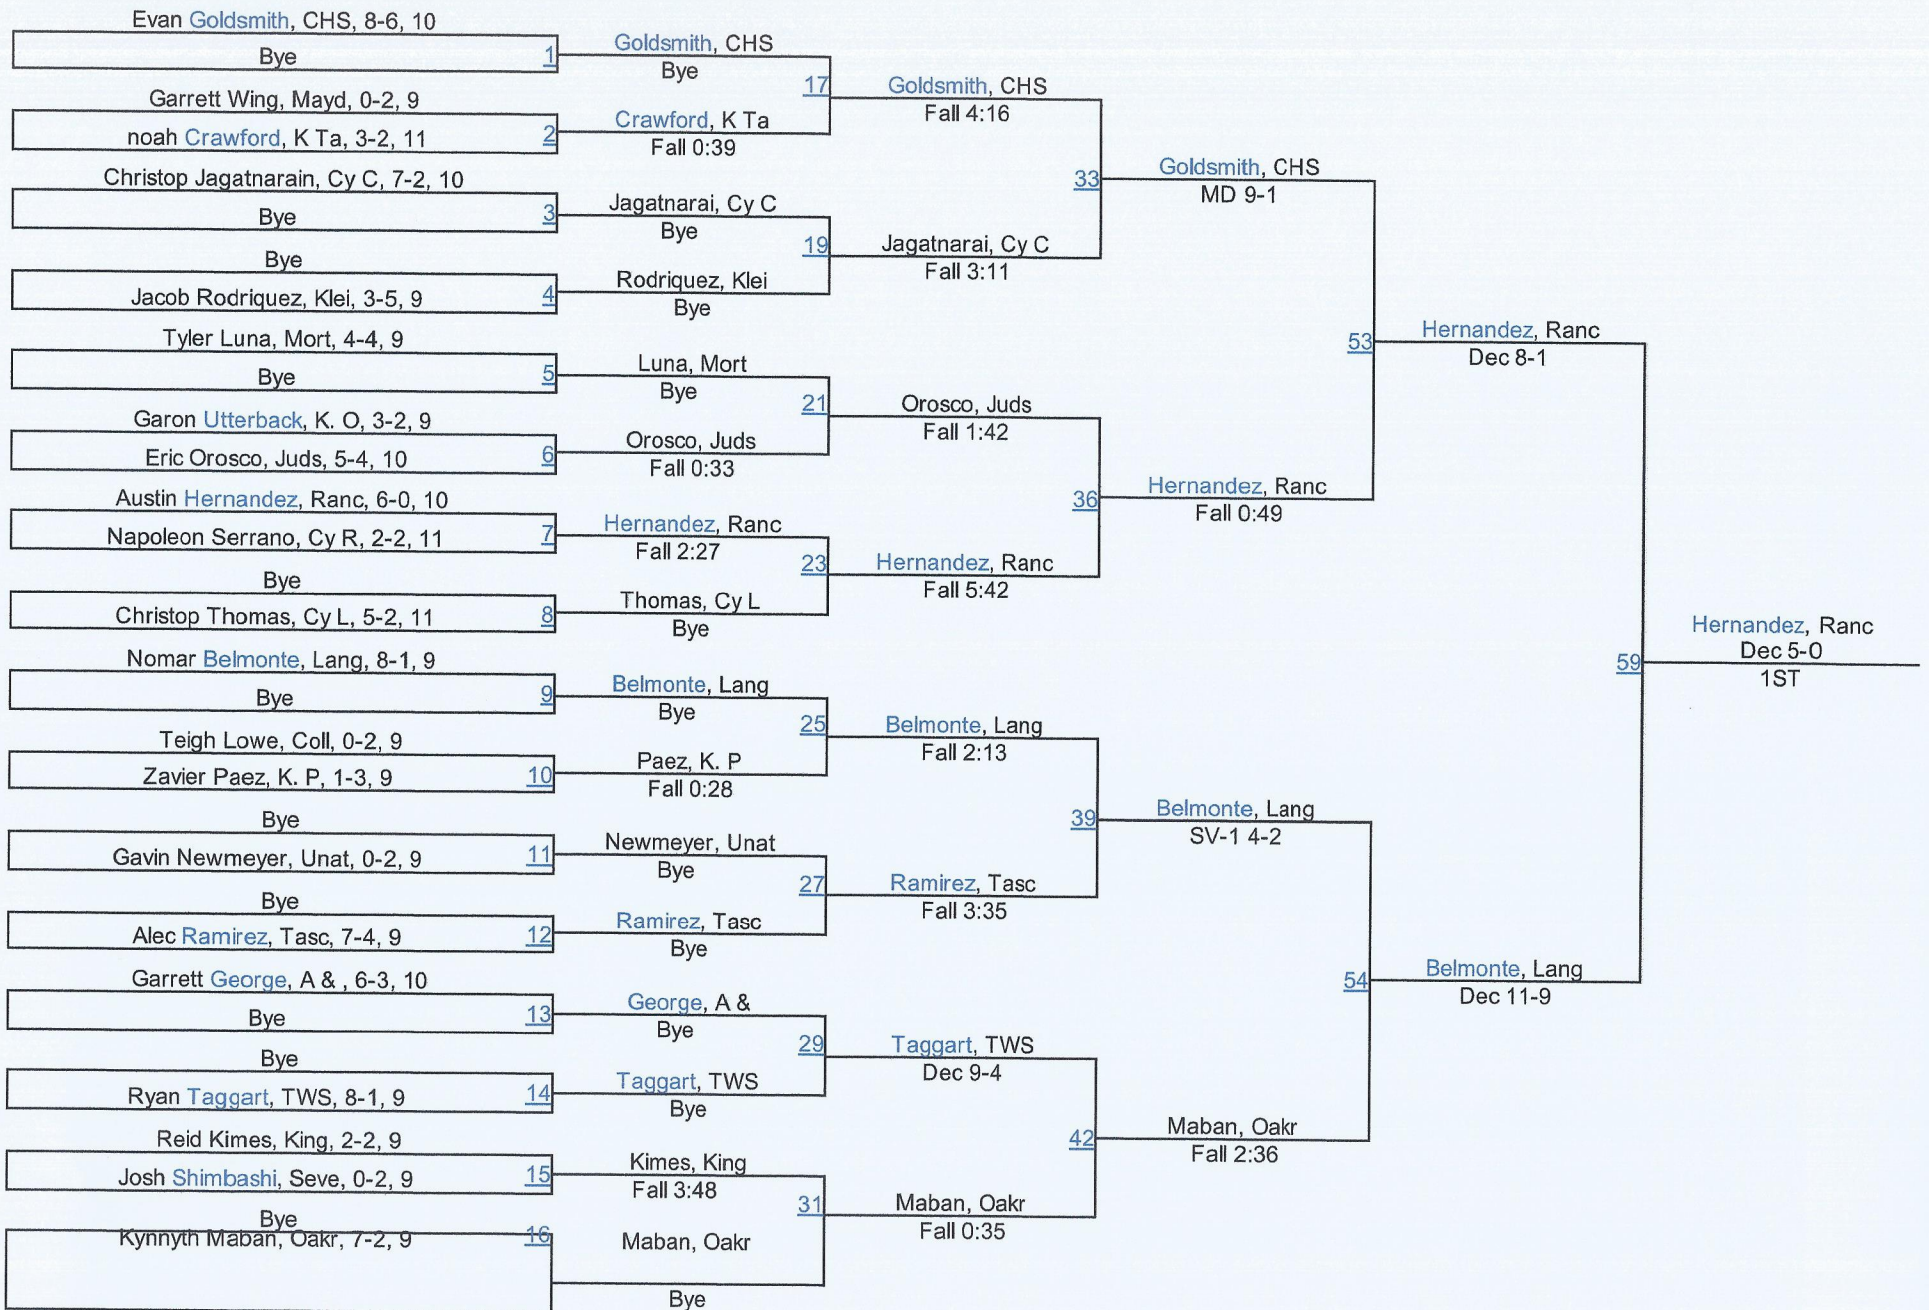 Evan Goldsmith, CHS, 8-6, 10
Bye
1
Garrett Wing, Mayd, 0-2, 9
noah Crawford, K Ta, 3-2, 11
2
Christop Jagatnarain, Cy C, 7-2, 10
Bye
3
Bye
Jacob Rodriquez, Klei, 3-5, 9
4
Tyler Luna, Mort, 4-4, 9
Bye
5
Garon Utterback, K. O, 3-2, 9
Eric Orosco, Juds, 5-4, 10
6
Austin Hernandez, Ranc, 6-0, 10
Napoleon Serrano, Cy R, 2-2, 11
7
Bye
Christop Thomas, Cy L, 5-2, 11
8
Nomar Belmonte, Lang, 8-1, 9
Bye
9
Teigh Lowe, Coll, 0-2, 9
Zavier Paez, K. P, 1-3, 9
10
Bye
Gavin Newmeyer, Unat, 0-2, 9
11
Bye
Alec Ramirez, Tasc, 7-4, 9
12
Garrett George, A & , 6-3, 10
Bye
13
Bye
Ryan Taggart, TWS, 8-1, 9
14
Reid Kimes, King, 2-2, 9
Josh Shimbashi, Seve, 0-2, 9
15
Bye
Kynnyth Maban, Oakr, 7-2, 9
16
Goldsmith, CHS
Bye
17
Crawford, K Ta
Fall 0:39
Jagatnarai, Cy C
Bye
19
Rodriquez, Klei
Bye
Luna, Mort
Bye
21
Orosco, Juds
Fall 0:33
Hernandez, Ranc
Fall 2:27
23
Thomas, Cy L
Bye
Belmonte, Lang
Bye
25
Paez, K. P
Fall 0:28
Newmeyer, Unat
Bye
27
Ramirez, Tasc
Bye
George, A &
Bye
29
Taggart, TWS
Bye
Kimes, King
Fall 3:48
31
Maban, Oakr
Bye
Goldsmith, CHS
Fall 4:16
33
Jagatnarai, Cy C
Fall 3:11
Orosco, Juds
Fall 1:42
36
Hernandez, Ranc
Fall 5:42
Belmonte, Lang
Fall 2:13
39
Ramirez, Tasc
Fall 3:35
Taggart, TWS
Dec 9-4
42
Maban, Oakr
Fall 0:35
Goldsmith, CHS
MD 9-1
53
Hernandez, Ranc
Fall 0:49
Belmonte, Lang
SV-1 4-2
54
Maban, Oakr
Fall 2:36
Hernandez, Ranc
Dec 8-1
59
Belmonte, Lang
Dec 11-9
Hernandez, Ranc
Dec 5-0
1ST